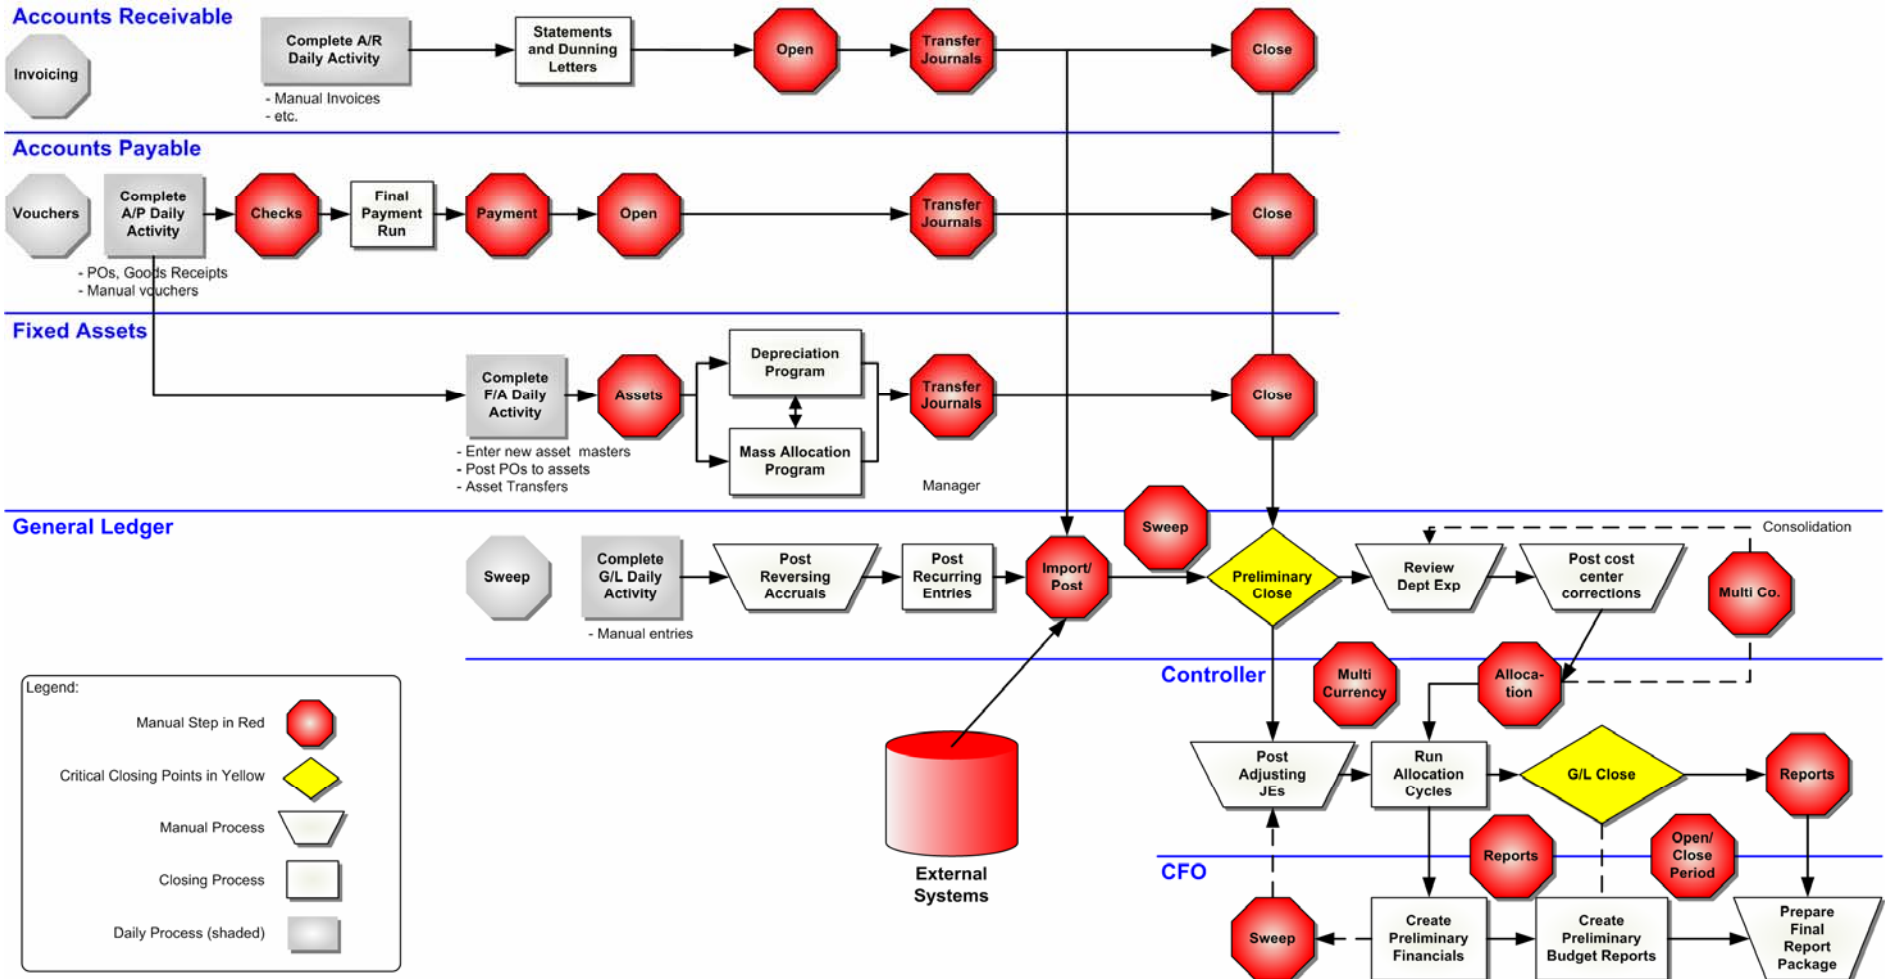 Accounts Receivable
Invoicing
Complete A/R
Daily Activity
- Manual Invoices
- etc.
Statements
and Dunning
Letters
Open
Transfer
Journals
Close
Accounts Payable
Vouchers
Complete
A/P Daily
Activity
- POs, Goods Receipts
- Manual vouchers
Checks
Final
Payment
Run
Payment
Open
Transfer
Journals
Close
Fixed Assets
Complete
F/A Daily
Activity
- Enter new asset masters
- Post POs to assets
- Asset Transfers
Assets
Depreciation
Program
Mass Allocation
Program
Transfer
Journals
Manager
Close
General Ledger
Sweep
Complete
G/L Daily
Activity
- Manual entries
Post
Reversing
Accruals
Post
Recurring
Entries
Import/
Post
Sweep
Preliminary
Close
Review
Dept Exp
Post cost
center
corrections
Consolidation
Multi Co.
Controller
Multi
Currency
Alloca-
tion
Post
Adjusting
JEs
Run
Allocation
Cycles
G/L Close
Reports
CFO
Reports
Open/
Close
Period
Sweep
Create
Preliminary
Financials
Create
Preliminary
Budget Reports
Prepare
Final
Report
Package
External
Systems
Legend:
Manual Step in Red
Critical Closing Points in Yellow
Manual Process
Closing Process
Daily Process (shaded)